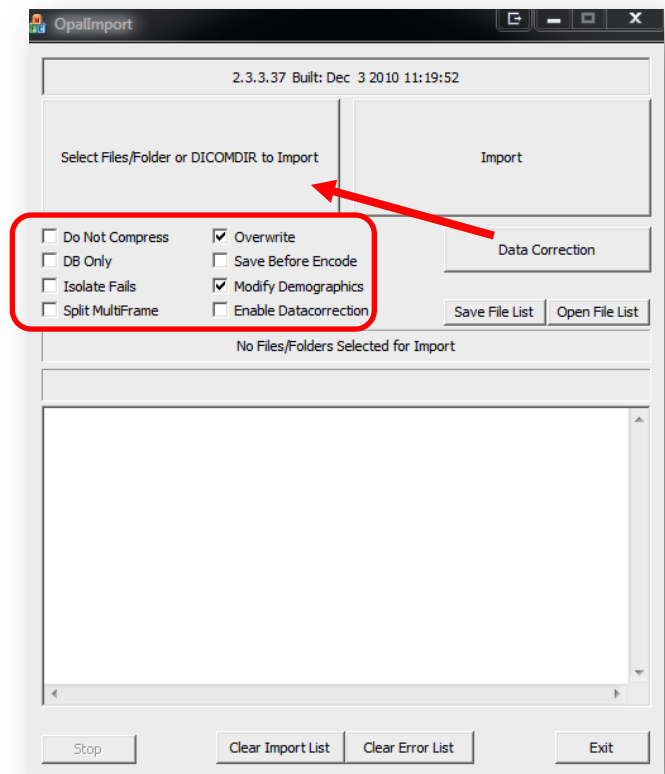 OpalImport
2.3.3.37 Built: Dec 3 2010 11:19:52
Select Files/Folder or DICOMDIR to Import
Import
Do Not Compress
Overwrite
Data Correction
DB Only
Save Before Encode
Isolate Fails
Modify Demographics
Split MultiFrame
Enable Datacorrection
Save File List
Open File List
No Files/Folders Selected for Import
Stop
Clear Import List
Clear Error List
Exit